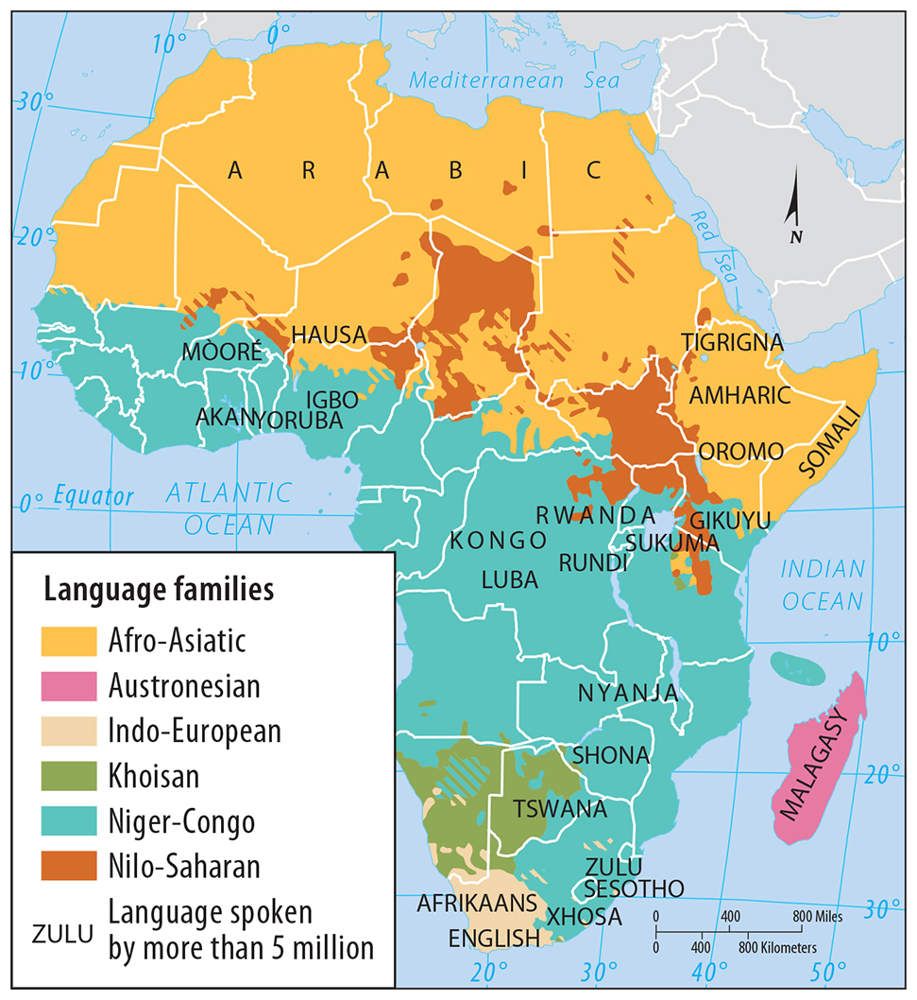 10°
0°
Mediterranean Sea
30°
ARABIC
Red Sea
N
20°
HAUSA
TIGRIGNA
MÒORÉ
10°
AMHARIC
IGBO
AKAN
YORUBA
SOMALI
OROMO
0°
Equator
ATLANTIC
OCEAN
RWANDA
GIKUYU
KONGO
SUKUMA
RUNDI
LUBA
INDIAN
OCEAN
Language families
Afro-Asiatic
Austronesian
Indo-European
Khoisan
Niger-Congo
Nilo-Saharan
ZULU
Language spoken
by more than 5 million
10°
NYANJA
MALAGASY
SHONA
20°
TSWANA
ZULU
SESOTHO
AFRIKAANS
XHOSA
ENGLISH
30°
0 400 800 Miles
0 400 800 Kilometers
20°
30°
40°
50°